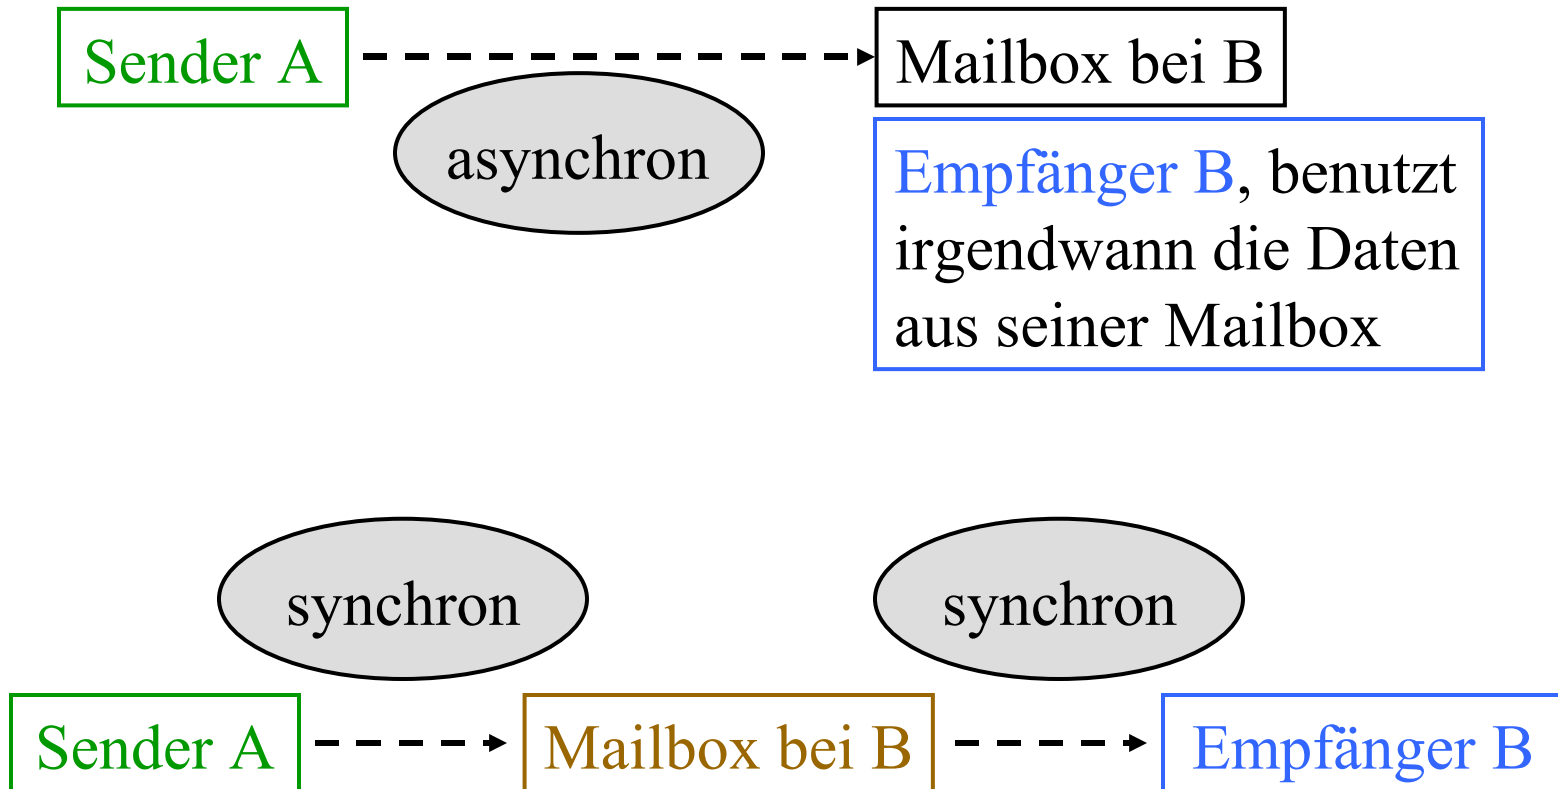 Sender A
Mailbox bei B
asynchron
Empfänger B, benutzt
irgendwann die Daten
aus seiner Mailbox
synchron
synchron
Sender A
Mailbox bei B
Empfänger B